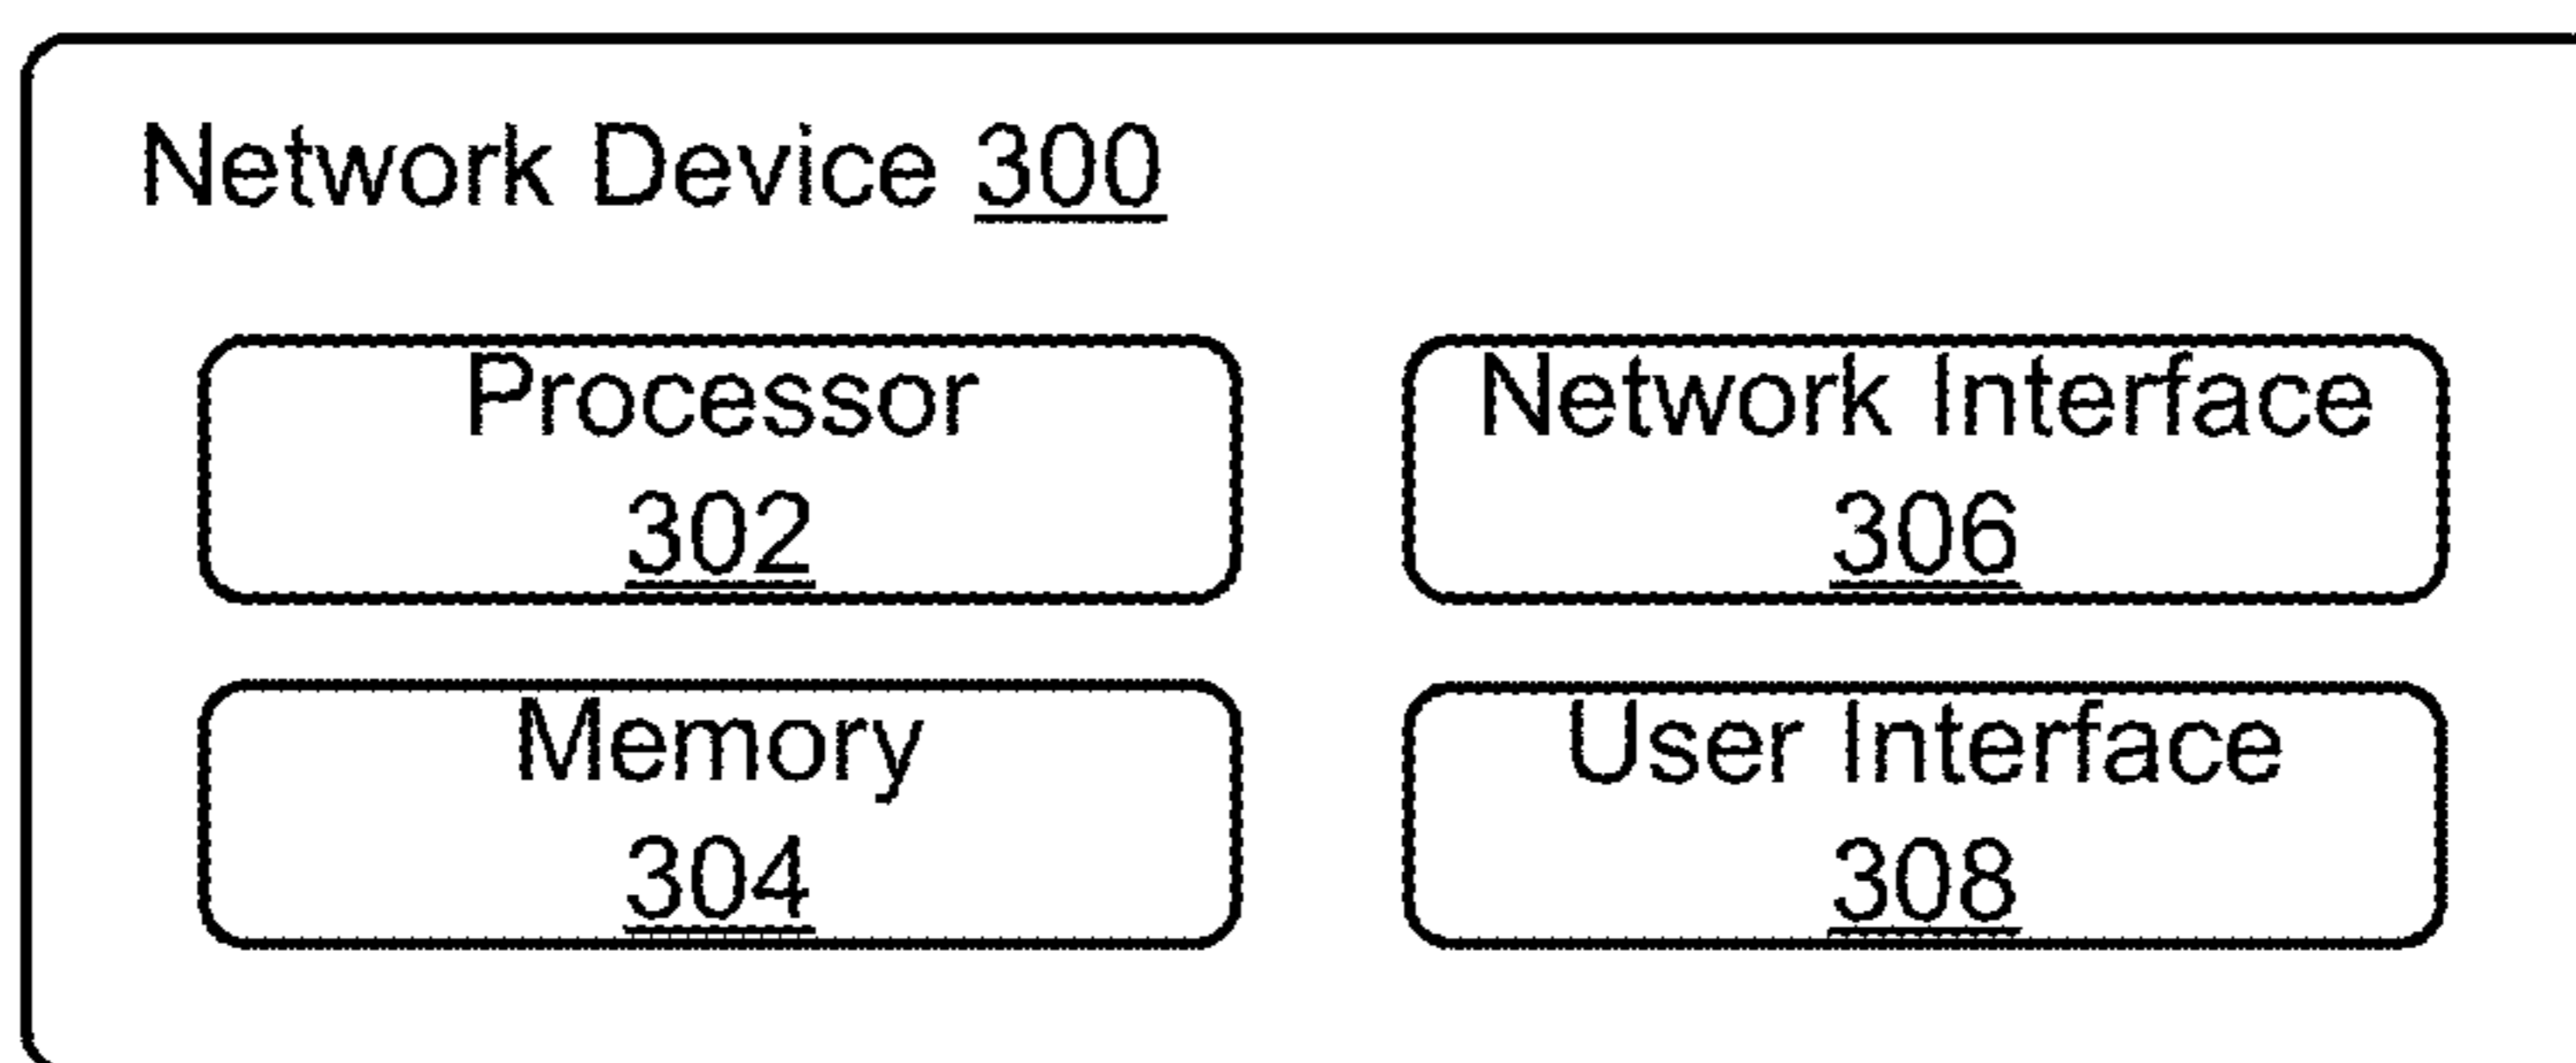 Network Device 300
Processor
302
Network Interface
306
Memory
304
User Interface
308